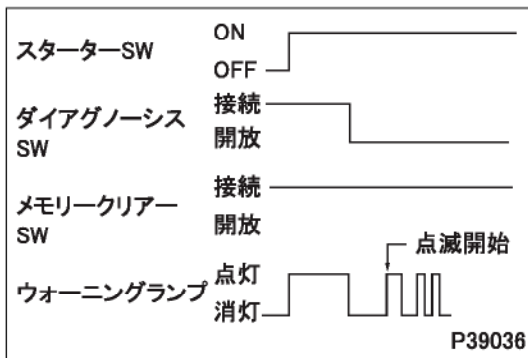 スターターSW
ON
OFF
ダイアグノーシス
SW
接続
開放
メモリークリアー
SW
接続
開放
ウォーニングランプ
点灯
消灯
点滅開始
P39036